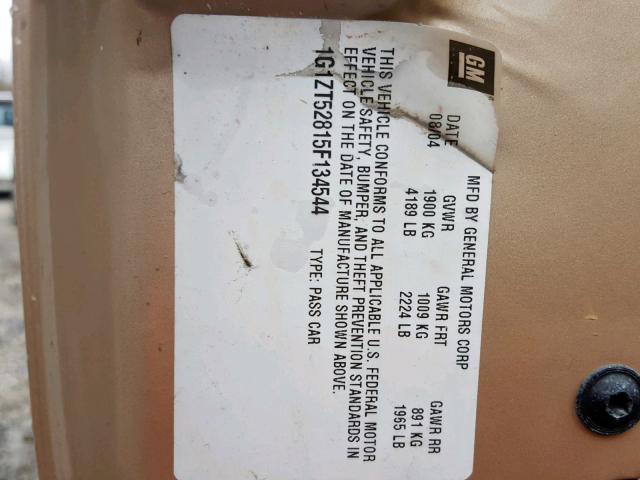 GM
MFD BY GENERAL MOTORS CORP
DATE GVWR GAWR FRT GAWR RR
08/04 1900 KG 1009 KG 891 KG
4189 LB 2224 LB 1965 LB
THIS VEHICLE CONFORMS TO ALL APPLICABLE U.S. FEDERAL MOTOR
VEHICLE SAFETY, BUMPER, AND THEFT PREVENTION STANDARDS IN
EFFECT ON THE DATE OF MANUFACTURE SHOWN ABOVE.
1G1ZT52815F134544 TYPE: PASS CAR